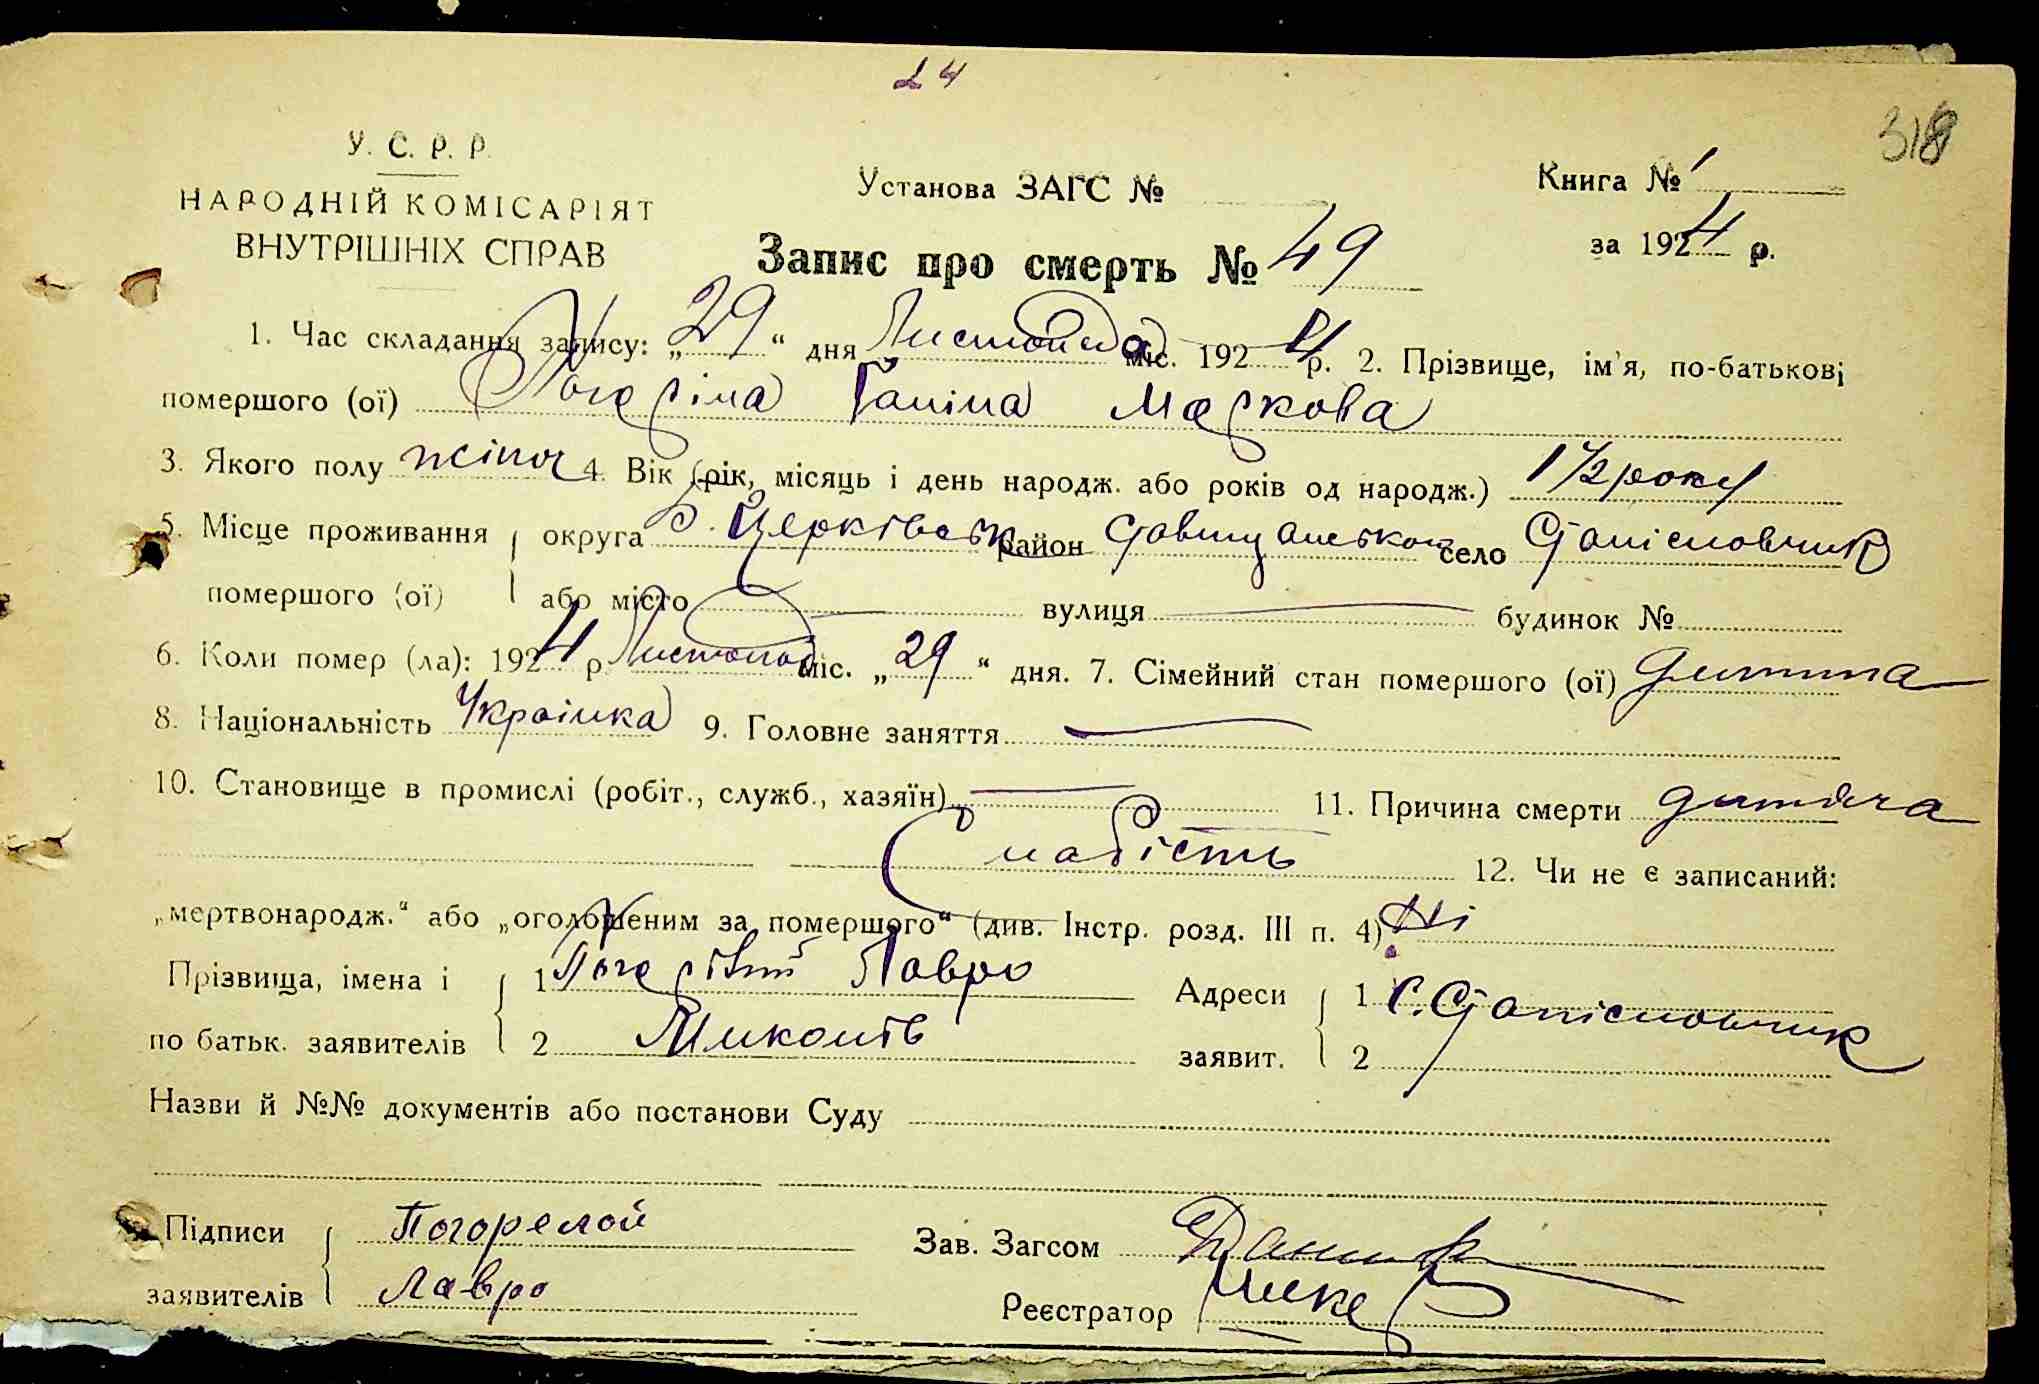 24
318
У. С. Р. Р.
НАРОДНІЙ КОМІСАРІЯТ
ВНУТРІШНІХ СПРАВ
Установа ЗАГС №
Книга № 1
за 1924 р.
Запис про смерть № 49
1. Час складання запису: „29“ дня Листопада міс. 1924 р. 2. Прізвище, ім'я, по-батькові
помершого (ої) Погоріла Ганіна Маркова
3. Якого полу жіноч 4. Вік (рік, місяць і день народж. або років од народж.) 1 1/2 року
5. Місце проживання округа Б. Церківськ район Ставищанськ село Станіславчик
помершого (ої) або місто — вулиця — будинок №
6. Коли помер (ла): 1924 р Листопад міс. „29“ дня. 7. Сімейний стан помершого (ої) дитина
8. Національність Українка 9. Головне заняття —
10. Становище в промислі (робіт., служб., хазяїн) — 11. Причина смерти дитяча
Слабість 12. Чи не є записаний:
„мертвонародж.“ або „оголошеним за помершого“ (див. Інстр. розд. III п. 4) Ні
Прізвища, імена і 1 Погорілий Лавро Адреси 1 С. Станіславчик
по батьк. заявителів 2 заявит. 2
Назви й №№ документів або постанови Суду
Підписи Погорелой Зав. Загсом
заявителів Лавро Реєстратор